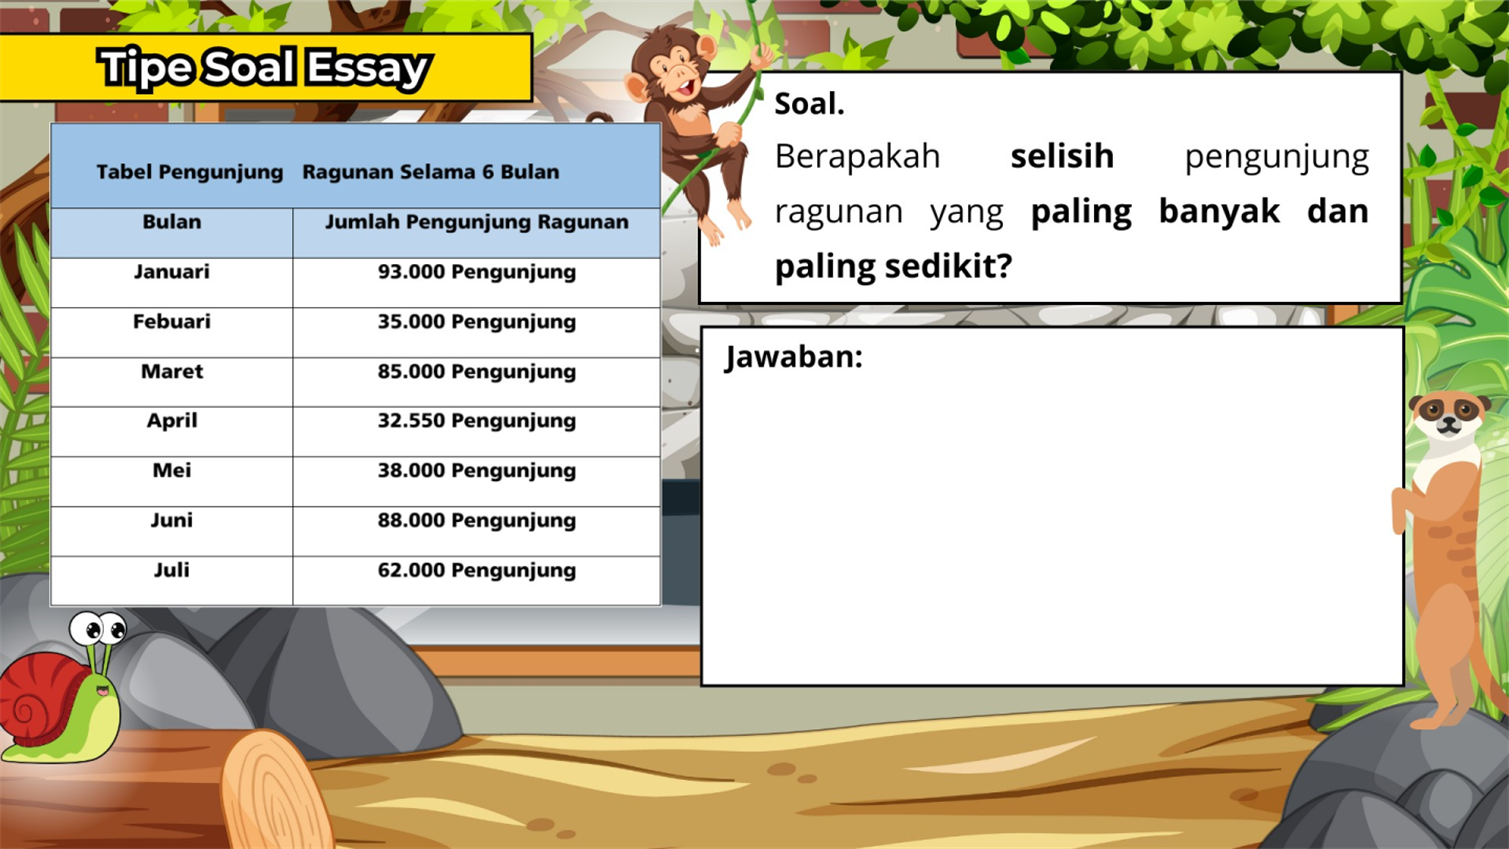 Tipe Soal Essay
Tabel Pengunjung Ragunan Selama 6 Bulan
Bulan Jumlah Pengunjung Ragunan
Januari 93.000 Pengunjung
Febuari 35.000 Pengunjung
Maret 85.000 Pengunjung
April 32.550 Pengunjung
Mei 38.000 Pengunjung
Juni 88.000 Pengunjung
Juli 62.000 Pengunjung
Soal.
Berapakah selisih pengunjung
ragunan yang paling banyak dan
paling sedikit?
Jawaban: